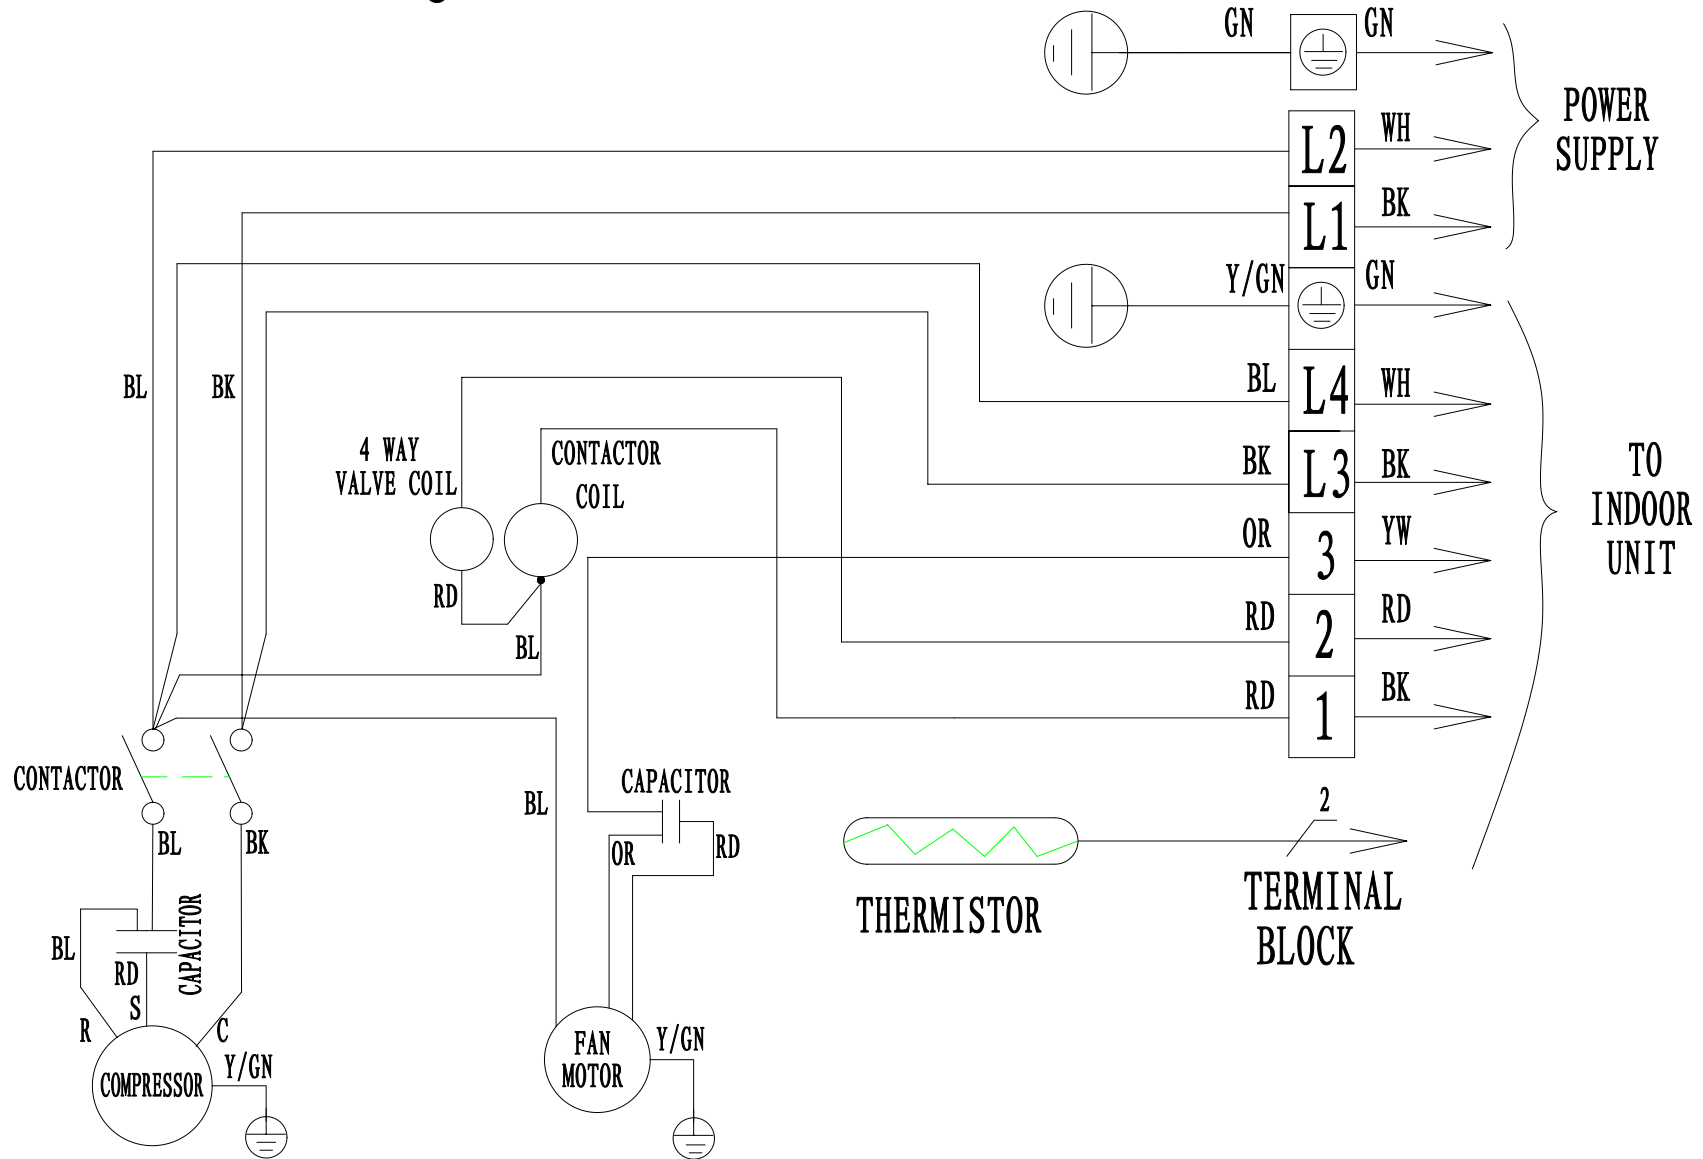 GN GN
POWER
SUPPLY
L2 WH
L1 BK
Y/GN GN
BL BK
BL L4 WH
4 WAY
VALVE COIL
CONTACTOR
COIL
BK L3 BK
TO
INDOOR
UNIT
OR 3 YW
RD
RD 2 RD
BL
RD 1 BK
CONTACTOR
CAPACITOR
BL
2
BL BK
OR RD
THERMISTOR
TERMINAL
BLOCK
CAPACITOR
BL
RD
S
R C
COMPRESSOR
Y/GN
FAN
MOTOR
Y/GN